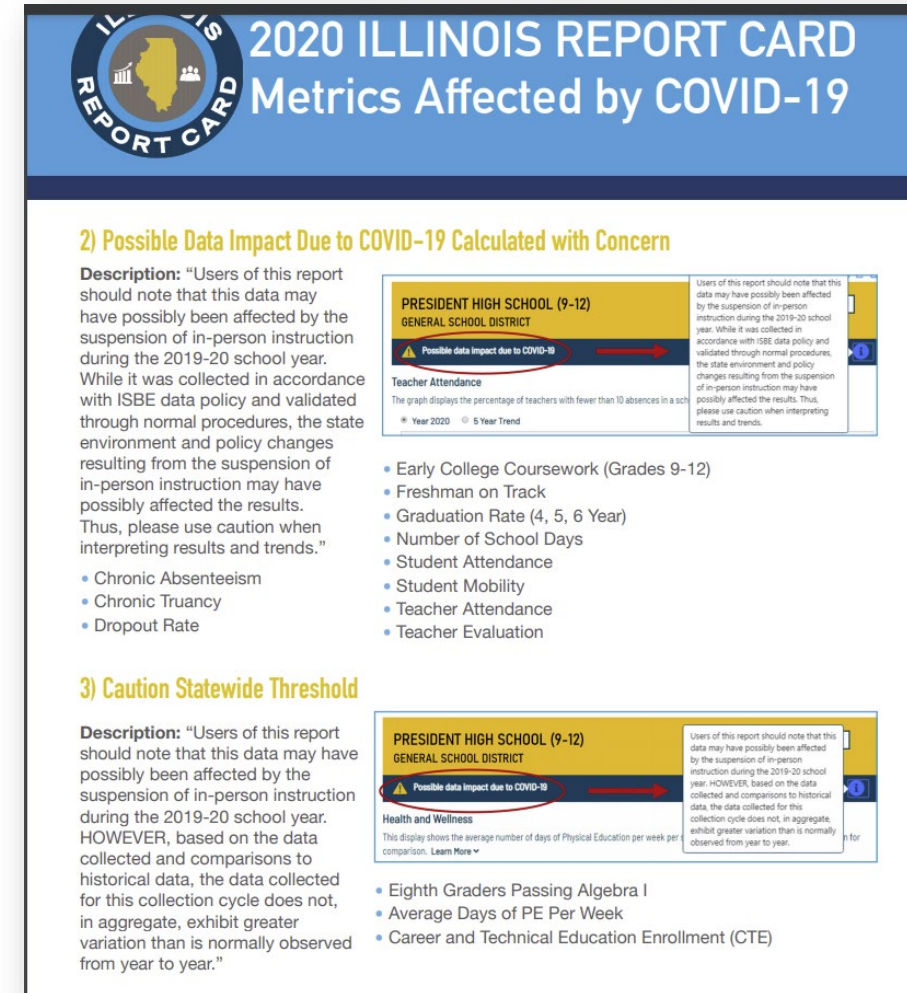 ILLINOIS
REPORT CARD
2020 ILLINOIS REPORT CARD
Metrics Affected by COVID-19
2) Possible Data Impact Due to COVID-19 Calculated with Concern
Description: “Users of this report
should note that this data may
have possibly been affected by the
suspension of in-person instruction
during the 2019-20 school year.
While it was collected in accordance
with ISBE data policy and validated
through normal procedures, the state
environment and policy changes
resulting from the suspension of
in-person instruction may have
possibly affected the results.
Thus, please use caution when
interpreting results and trends.”
• Chronic Absenteeism
• Chronic Truancy
• Dropout Rate
PRESIDENT HIGH SCHOOL (9-12)
GENERAL SCHOOL DISTRICT
Possible data impact due to COVID-19
Teacher Attendance
The graph displays the percentage of teachers with fewer than 10 absences in a sch
Year 2020 5 Year Trend
Users of this report should note that this
data may have possibly been affected
by the suspension of in-person
instruction during the 2019-20 school
year. While it was collected in
accordance with ISBE data policy and
validated through normal procedures,
the state environment and policy
changes resulting from the suspension
of in-person instruction may have
possibly affected the results. Thus,
please use caution when interpreting
results and trends.
• Early College Coursework (Grades 9-12)
• Freshman on Track
• Graduation Rate (4, 5, 6 Year)
• Number of School Days
• Student Attendance
• Student Mobility
• Teacher Attendance
• Teacher Evaluation
3) Caution Statewide Threshold
Description: “Users of this report
should note that this data may have
possibly been affected by the
suspension of in-person instruction
during the 2019-20 school year.
HOWEVER, based on the data
collected and comparisons to
historical data, the data collected
for this collection cycle does not,
in aggregate, exhibit greater
variation than is normally observed
from year to year.”
PRESIDENT HIGH SCHOOL (9-12)
GENERAL SCHOOL DISTRICT
Possible data impact due to COVID-19
Health and Wellness
This display shows the average number of days of Physical Education per week per s
n for
comparison. Learn More
Users of this report should note that this
data may have possibly been affected
by the suspension of in-person
instruction during the 2019-20 school
year. HOWEVER, based on the data
collected and comparisons to historical
data, the data collected for this
collection cycle does not, in aggregate,
exhibit greater variation than is normally
observed from year to year.
• Eighth Graders Passing Algebra I
• Average Days of PE Per Week
• Career and Technical Education Enrollment (CTE)